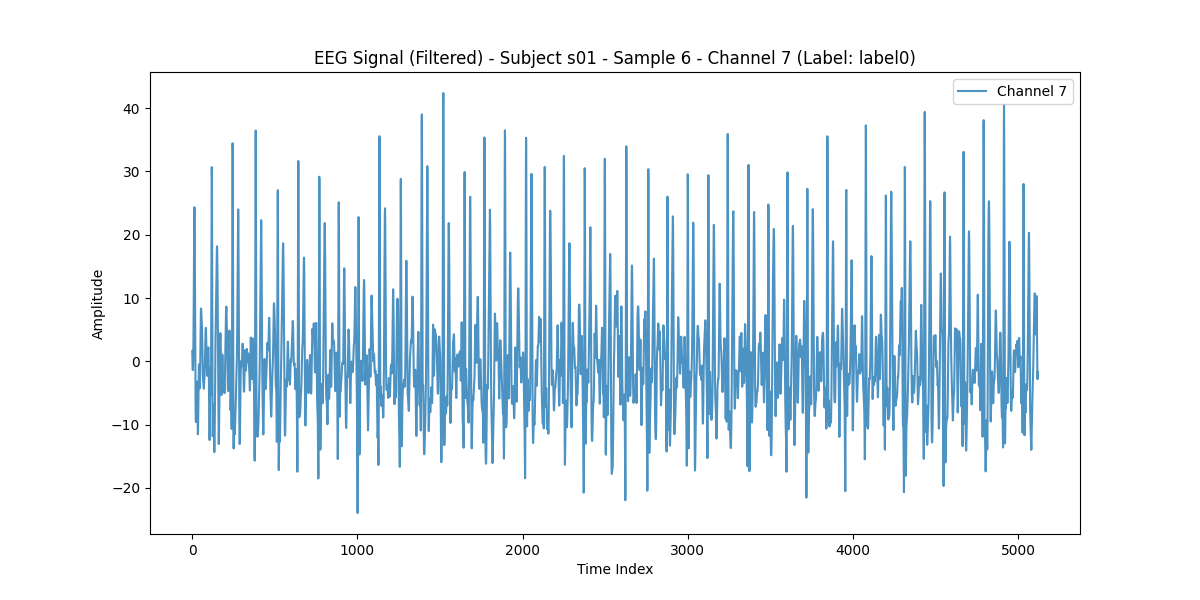 EEG Signal (Filtered) - Subject s01 - Sample 6 - Channel 7 (Label: label0)
Channel 7
40
30
20
10
0
−10
−20
Amplitude
0 1000 2000 3000 4000 5000
Time Index